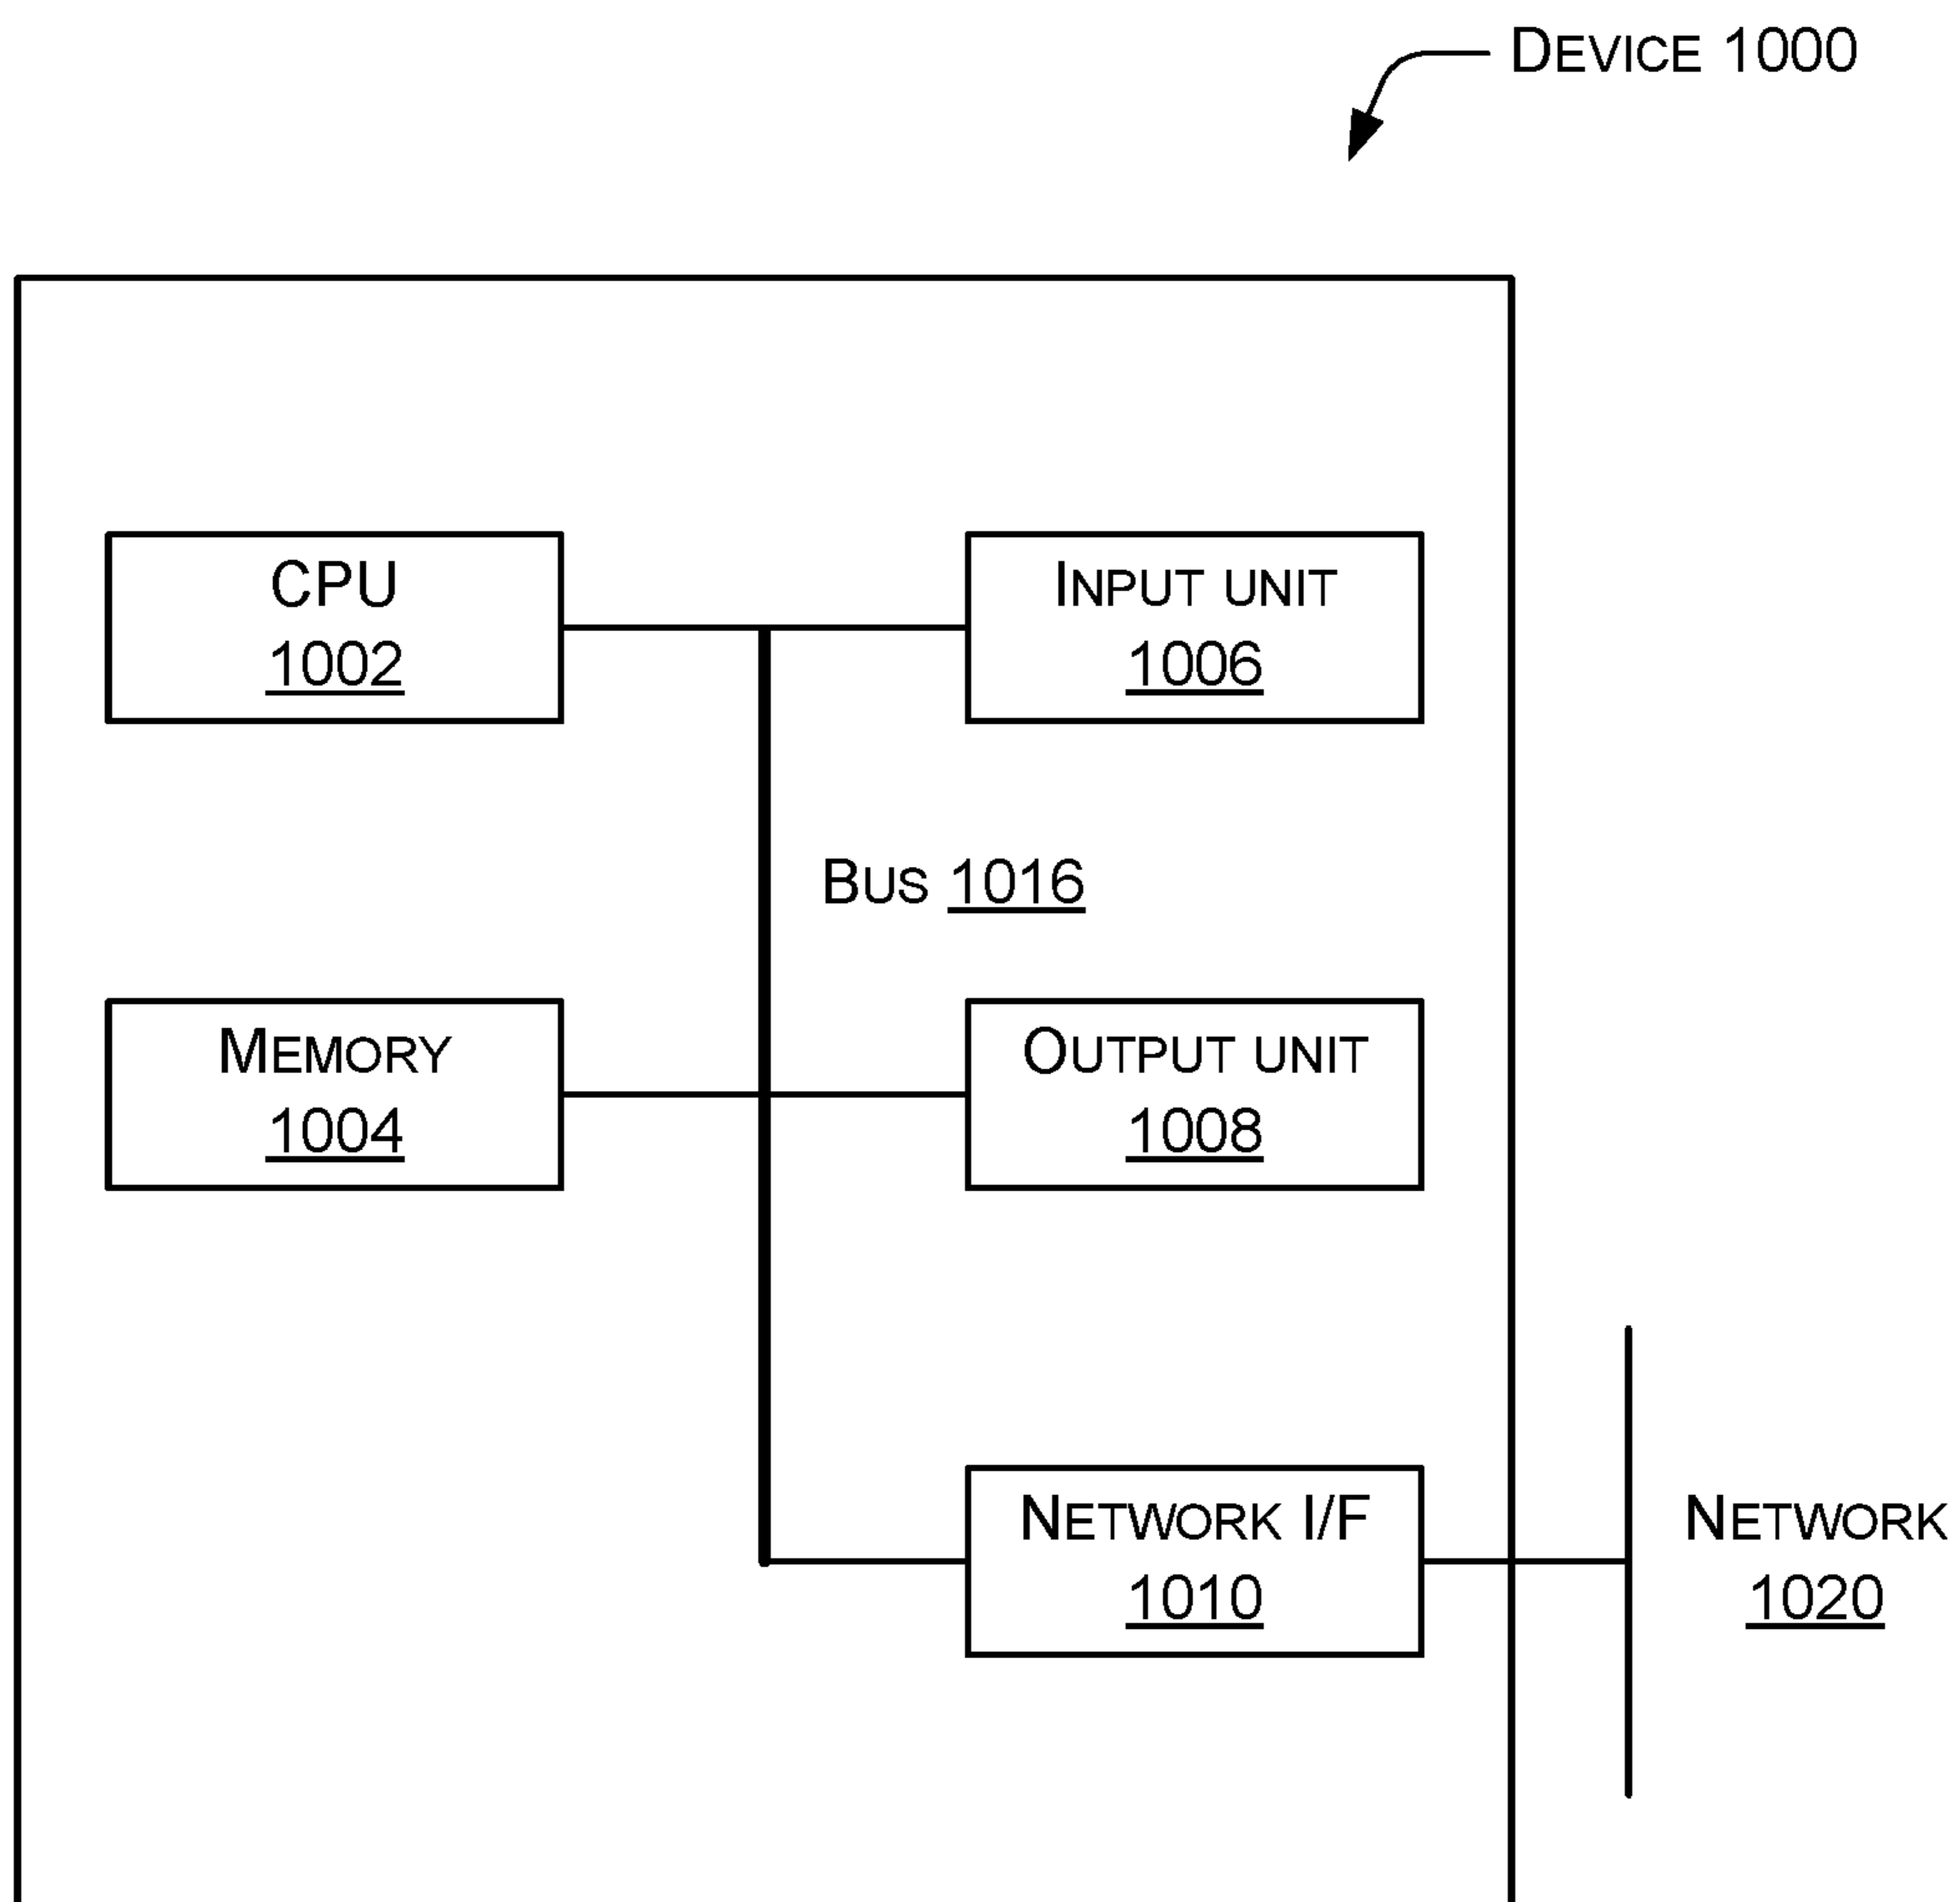 DEVICE 1000
CPU
1002
INPUT UNIT
1006
BUS 1016
MEMORY
1004
OUTPUT UNIT
1008
NETWORK I/F
1010
NETWORK
1020